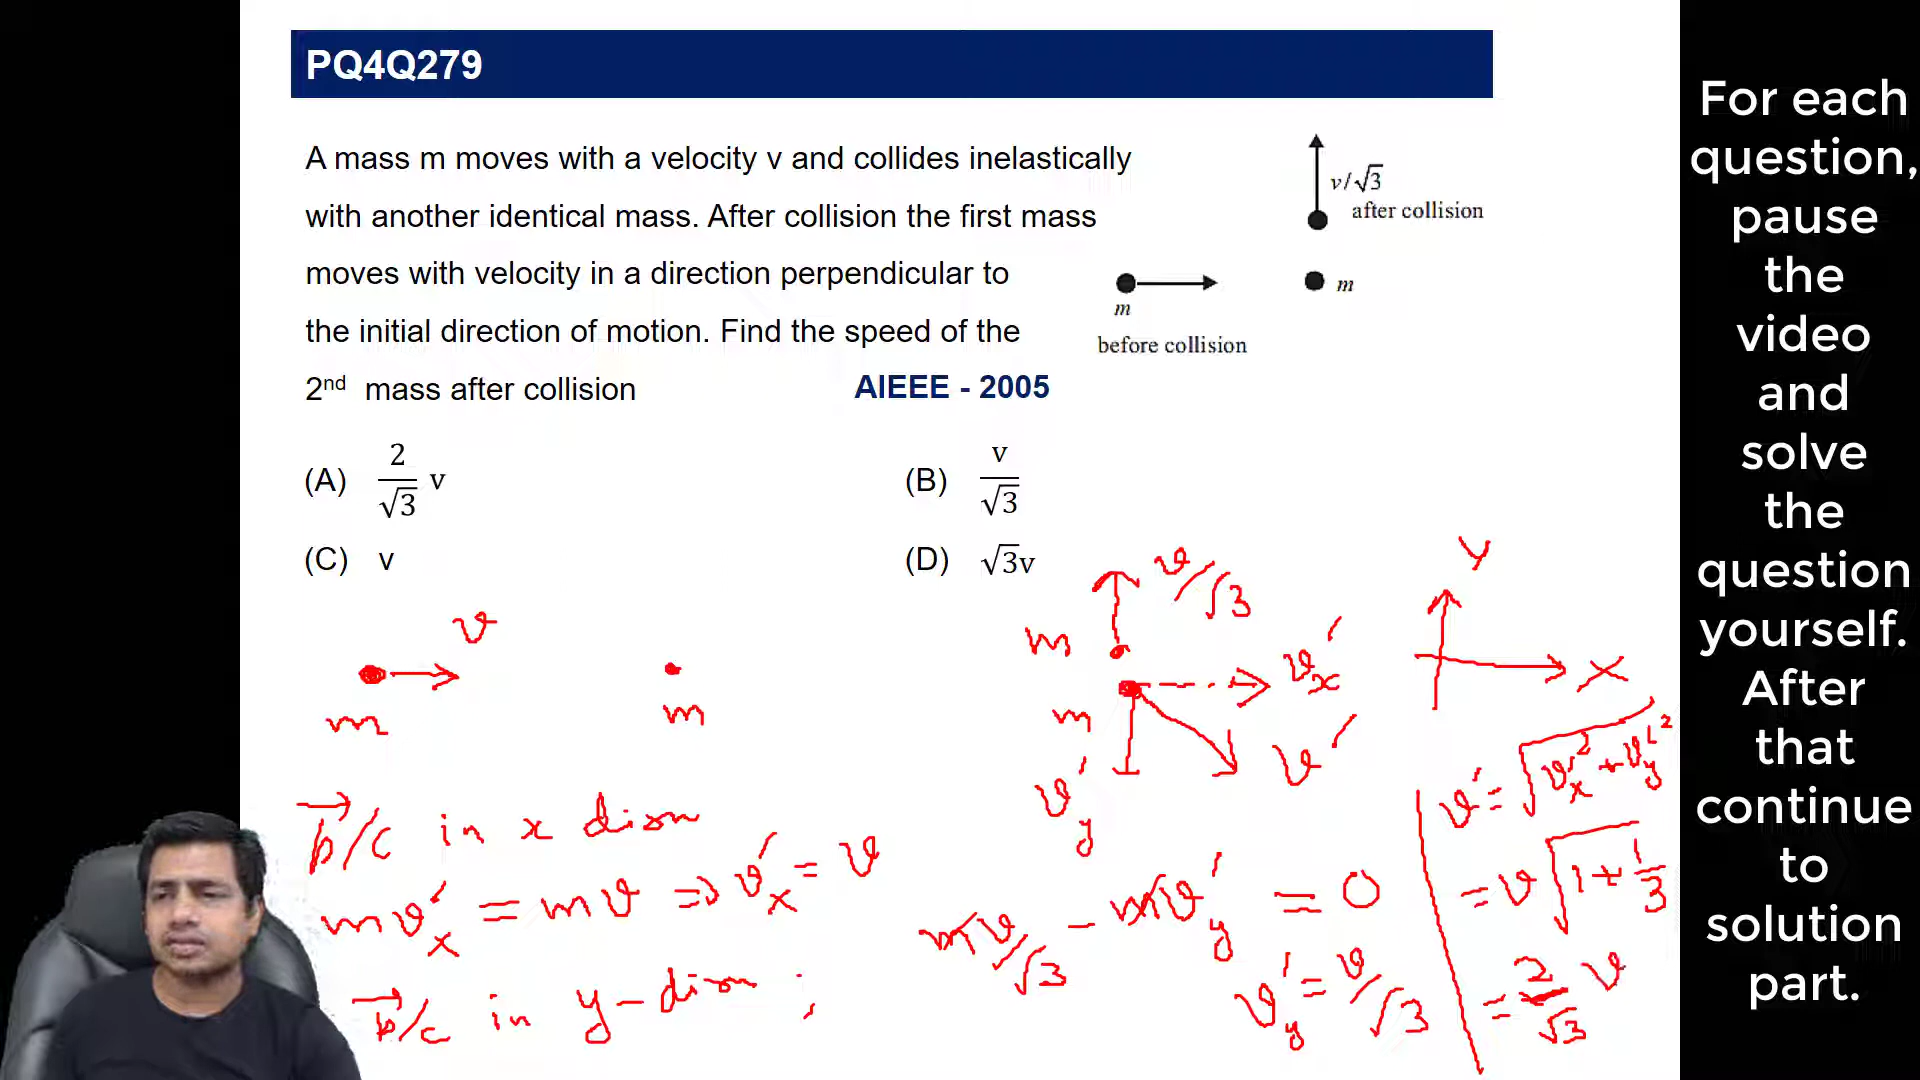 PQ4Q279
A mass m moves with a velocity v and collides inelastically
with another identical mass. After collision the first mass
moves with velocity in a direction perpendicular to
the initial direction of motion. Find the speed of the
2nd mass after collision
AIEEE - 2005
v/√3
after collision
m
m
before collision
(A) 2/√3 v
(B) v/√3
(C) v
(D) √3v
v
m
m
v/√3
m
v'x
m
v'
v'y
Y
X
p/c in x dirn
mv'x = mv ⇒ v'x = v
p/c in y-dirn ;
mv/√3 - mv'y = 0
v'y = v/√3
v' = √v'x² + v'y²
= v√1+1/3
= 2/√3 v
For each
question,
pause
the
video
and
solve
the
question
yourself.
After
that
continue
to
solution
part.